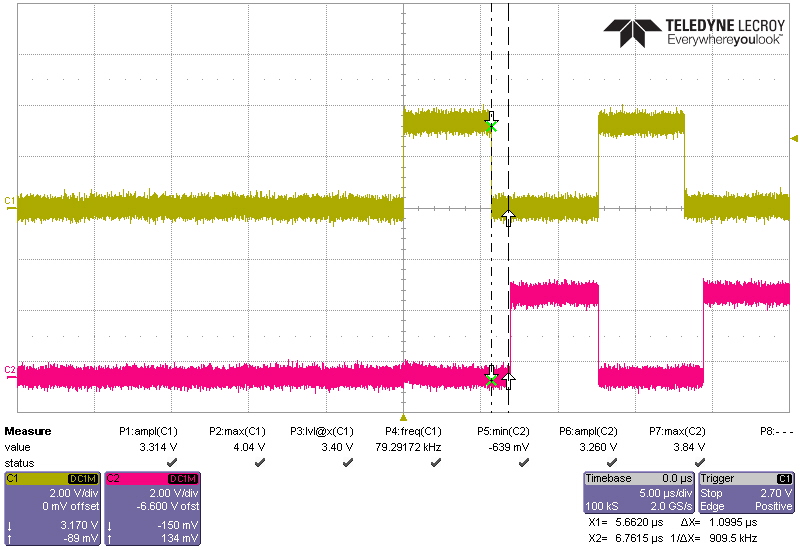 TELEDYNE LECROY
Everywhereyoulook™
C1
C2
Measure P1:ampl(C1) P2:max(C1) P3:lvl@x(C1) P4:freq(C1) P5:min(C2) P6:ampl(C2) P7:max(C2) P8:- - -
value 3.314 V 4.04 V 3.40 V 79.29172 kHz -639 mV 3.260 V 3.84 V
status
C1 DC1M
2.00 V/div
0 mV offset
↓ 3.170 V
↑ -89 mV
C2 DC1M
2.00 V/div
-6.600 V ofst
↓ -150 mV
↑ 134 mV
Timebase 0.0 µs
5.00 µs/div
100 kS 2.0 GS/s
Trigger C1
Stop 2.70 V
Edge Positive
X1= 5.6620 µs ΔX= 1.0995 µs
X2= 6.7615 µs 1/ΔX= 909.5 kHz